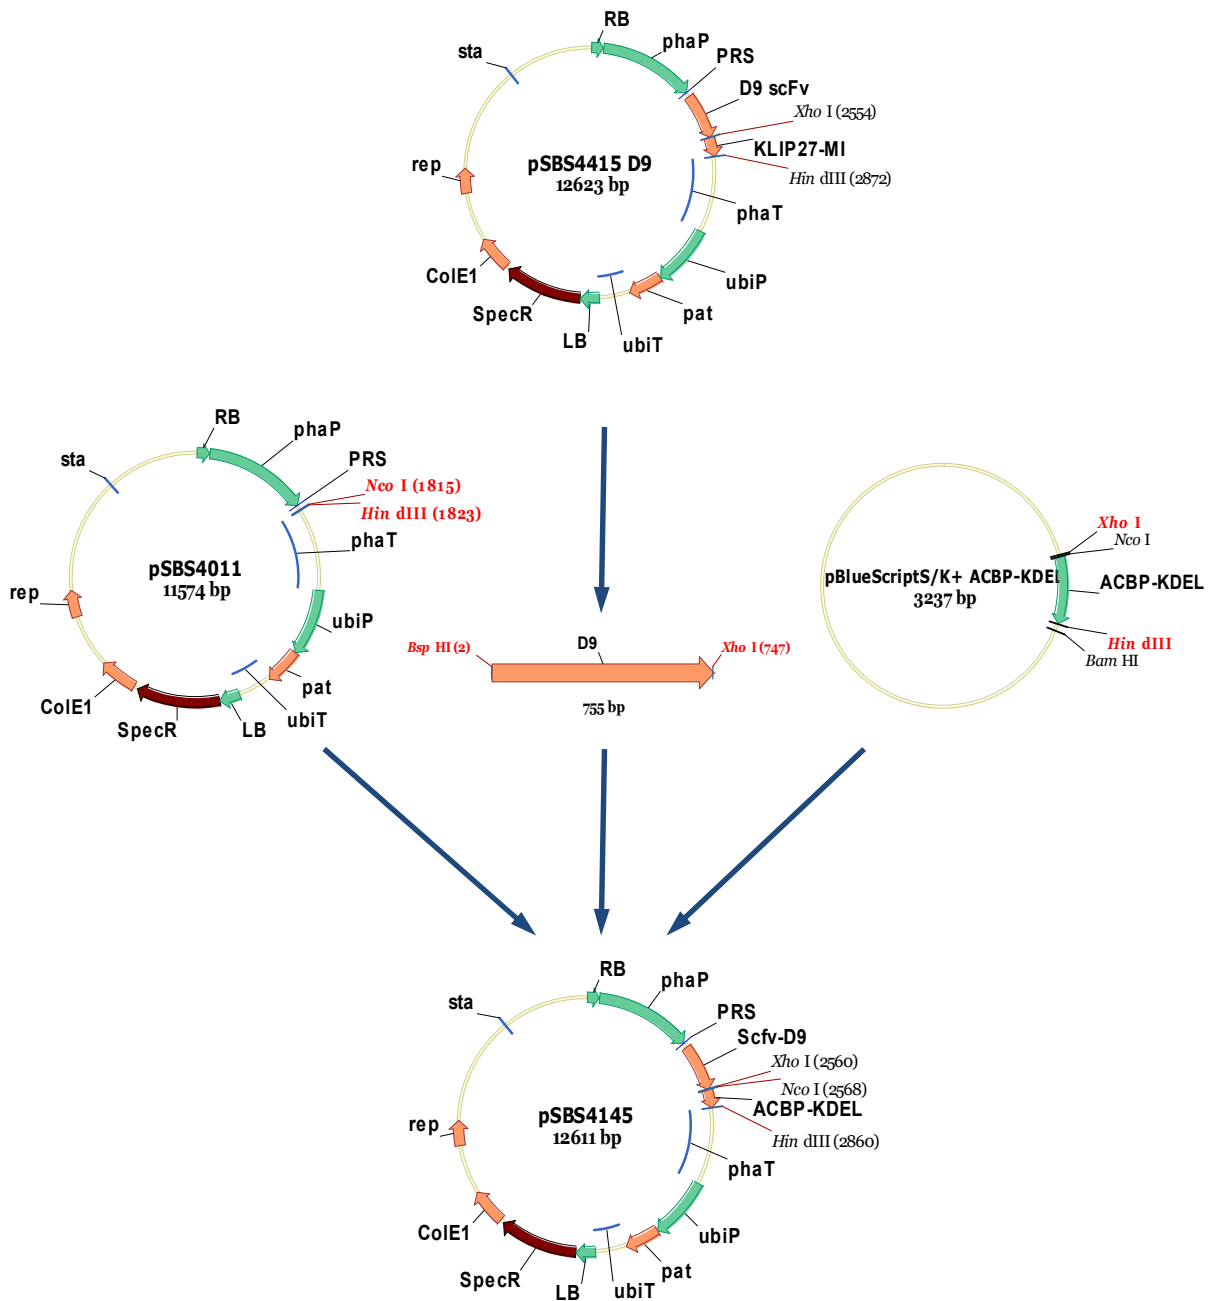 RB
phaP
sta
PRS
D9 scFv
Xho I (2554)
KLIP27-MI
pSBS4415 D9
12623 bp
Hin dIII (2872)
rep
phaT
ColE1
ubiP
SpecR
pat
LB
ubiT
RB
phaP
sta
PRS
Nco I (1815)
Hin dIII (1823)
phaT
pSBS4011
11574 bp
rep
ubiP
pat
ColE1
ubiT
SpecR
LB
Xho I
Nco I
pBlueScriptS/K+ ACBP-KDEL
3237 bp
ACBP-KDEL
Hin dIII
Bam HI
D9
Bsp HI (2)
Xho I (747)
755 bp
RB
phaP
sta
PRS
Scfv-D9
Xho I (2560)
Nco I (2568)
ACBP-KDEL
pSBS4145
12611 bp
Hin dIII (2860)
rep
phaT
ColE1
ubiP
SpecR
pat
LB
ubiT